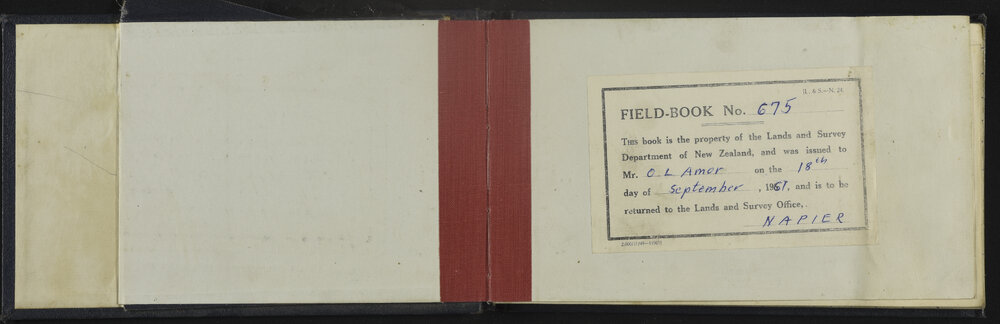 [L. & S.—N. 24.
FIELD-BOOK No. 675
THIS book is the property of the Lands and Survey
Department of New Zealand, and was issued to
Mr. O L Amor on the 18th
day of September, 1967, and is to be
returned to the Lands and Survey Office,
NAPIER